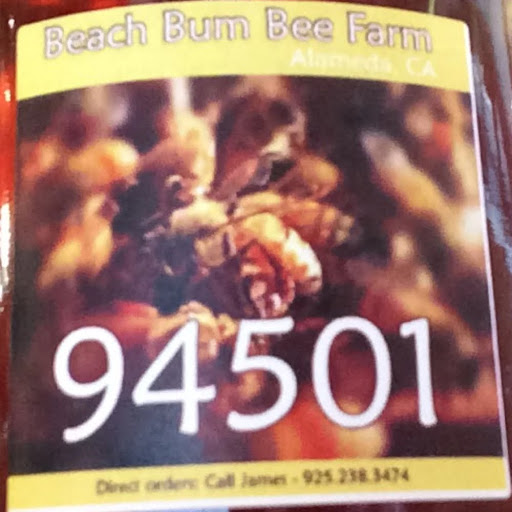 Beach Bum Bee Farm
Alameda, CA
94501
Direct orders: Call James - 925.238.3474